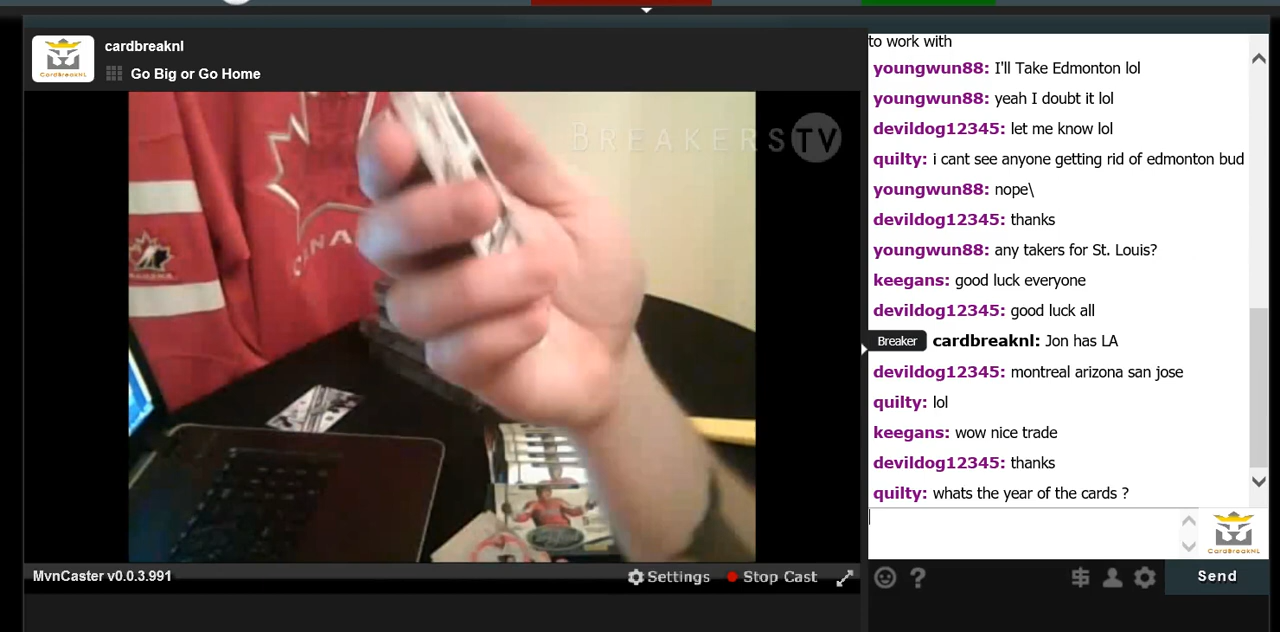 cardbreaknl
CardBreakNL
Go Big or Go Home
BREAKERS TV
CANA
to work with
youngwun88: I'll Take Edmonton lol
youngwun88: yeah I doubt it lol
devildog12345: let me know lol
quilty: i cant see anyone getting rid of edmonton bud
youngwun88: nope\
devildog12345: thanks
youngwun88: any takers for St. Louis?
keegans: good luck everyone
devildog12345: good luck all
Breaker cardbreaknl: Jon has LA
devildog12345: montreal arizona san jose
quilty: lol
keegans: wow nice trade
devildog12345: thanks
quilty: whats the year of the cards ?
CardBreakNL
MvnCaster v0.0.3.991
Settings
Stop Cast
?
Send